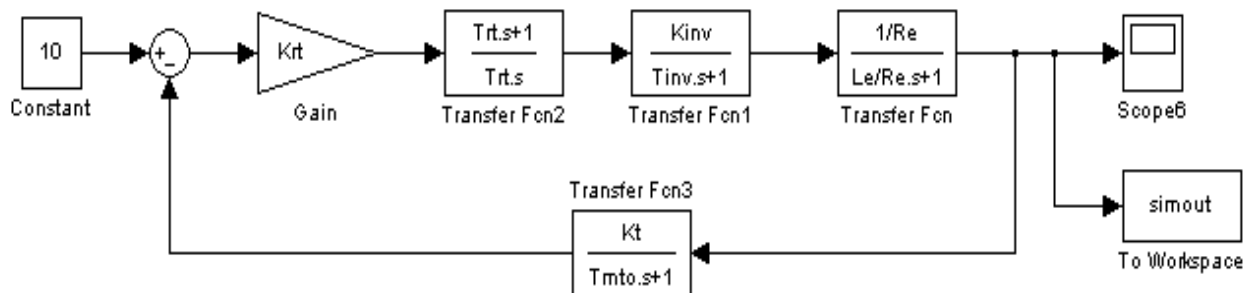 10
Constant
+
−
Krt
Gain
Trt.s+1
Trt.s
Transfer Fcn2
Kinv
Tinv.s+1
Transfer Fcn1
1/Re
Le/Re.s+1
Transfer Fcn
Scope6
simout
To Workspace
Transfer Fcn3
Kt
Tmto.s+1